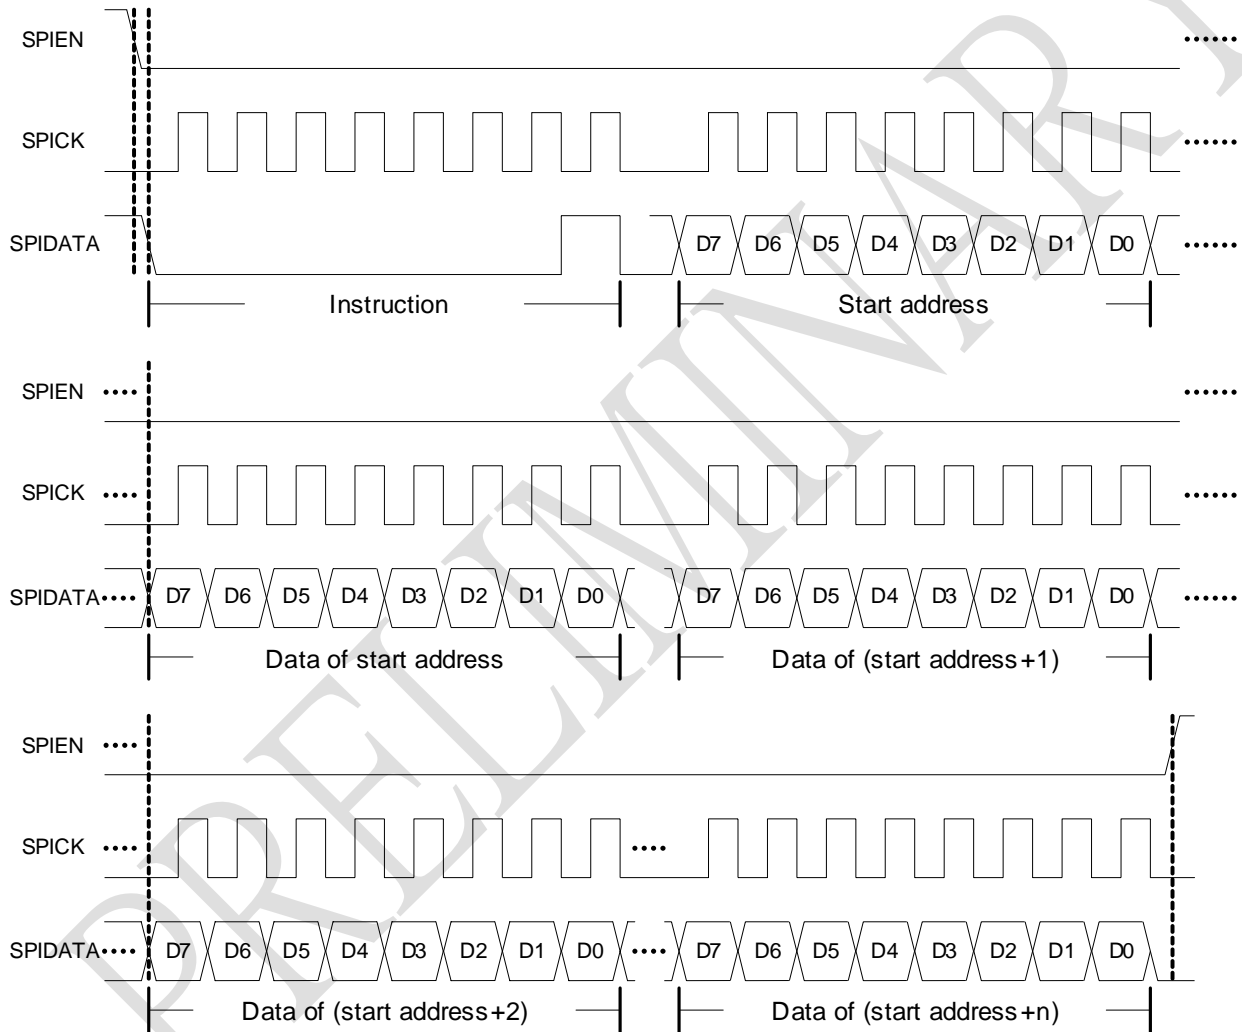 SPIEN ······
SPICK ······
SPIDATA D7 D6 D5 D4 D3 D2 D1 D0 ······
Instruction Start address
SPIEN ···· ······
SPICK ···· ······
SPIDATA ···· D7 D6 D5 D4 D3 D2 D1 D0 D7 D6 D5 D4 D3 D2 D1 D0 ······
Data of start address Data of (start address+1)
SPIEN ····
SPICK ···· ····
SPIDATA ···· D7 D6 D5 D4 D3 D2 D1 D0 ···· D7 D6 D5 D4 D3 D2 D1 D0
Data of (start address+2) Data of (start address+n)
PRELIMINARY